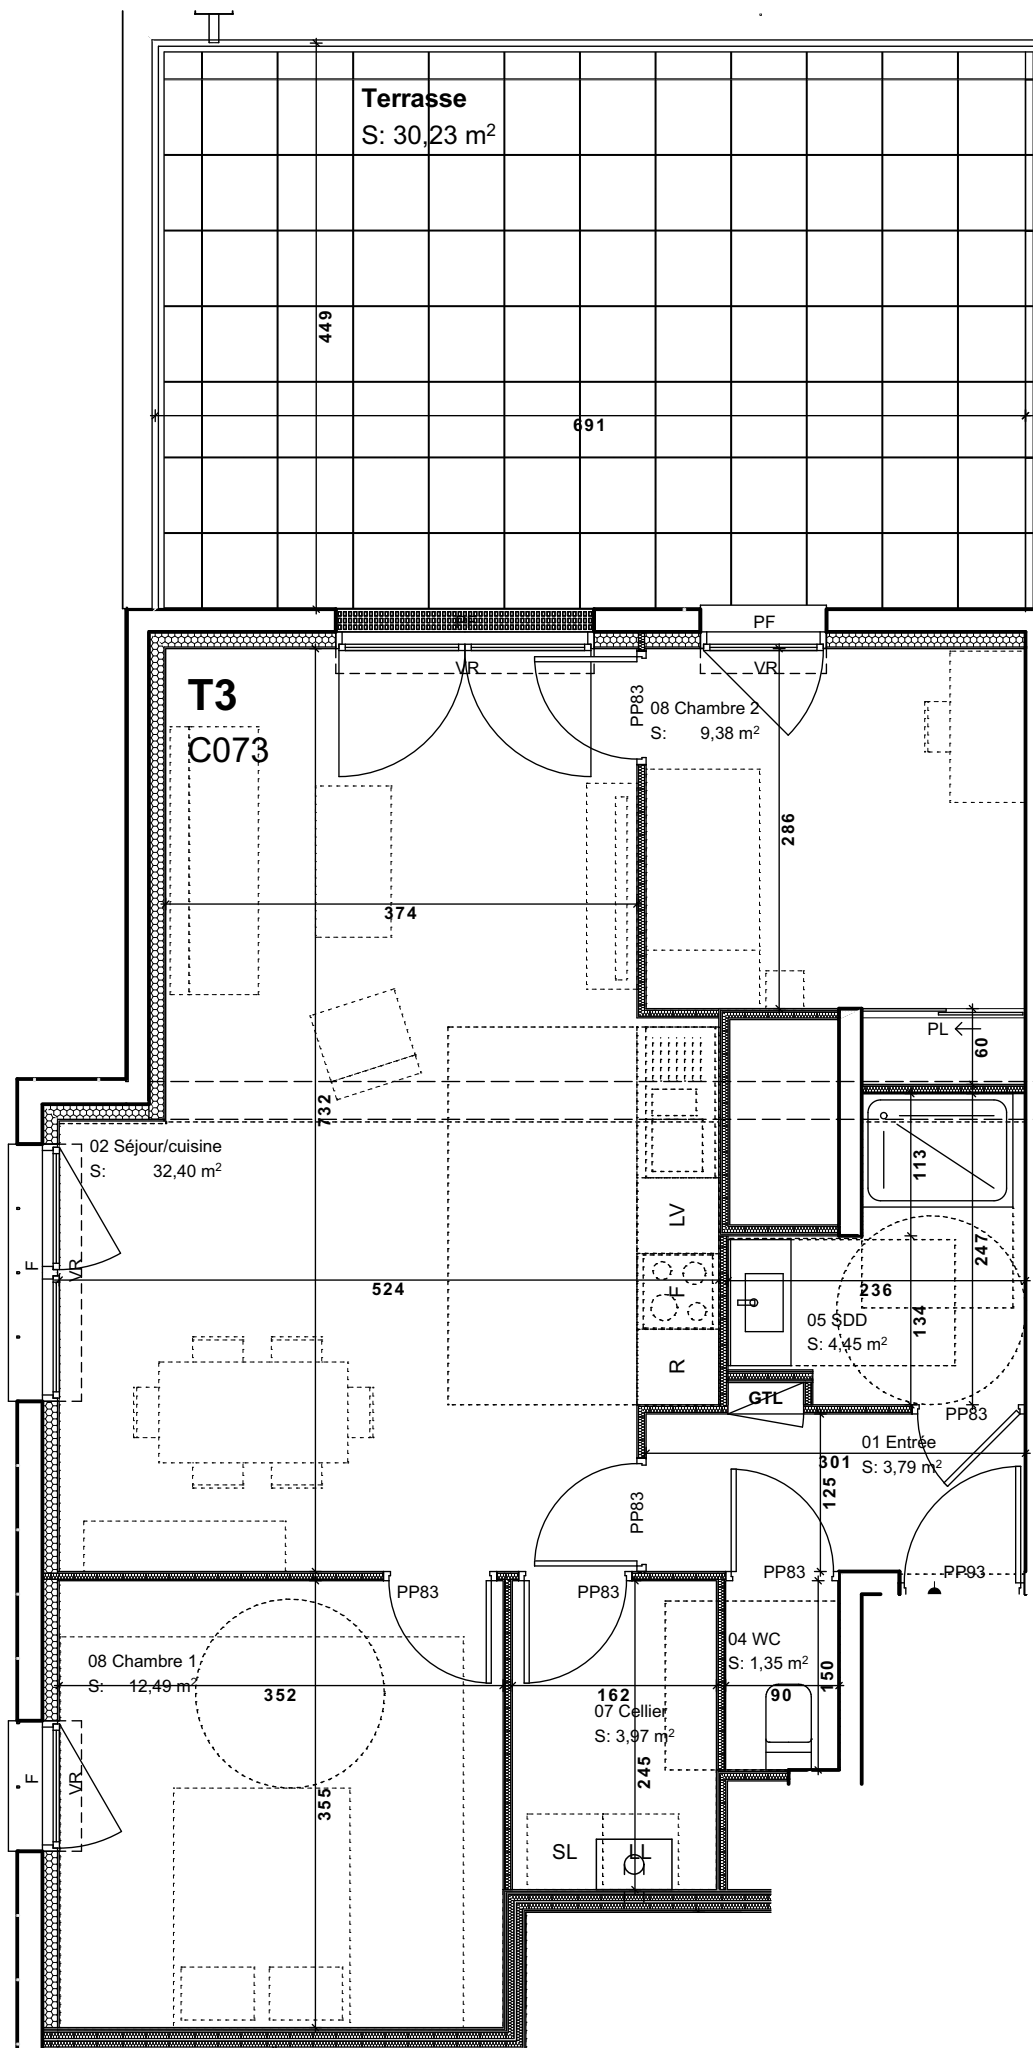 Terrasse
S: 30,23 m²
449
691
PF
PF
VR
VR
T3
C073
PP83
08 Chambre 2
S: 9,38 m²
286
374
PL
60
732
02 Séjour/cuisine
S: 32,40 m²
113
LV
247
F
VR
524
F
236
134
05 SDD
S: 4,45 m²
R
GTL
PP83
01 Entrée
S: 3,79 m²
301
125
PP83
PP83
PP83
PP83
PP93
04 WC
S: 1,35 m²
150
08 Chambre 1
S: 12,49 m²
352
162
90
07 Cellier
S: 3,97 m²
245
F
VR
355
SL
LL